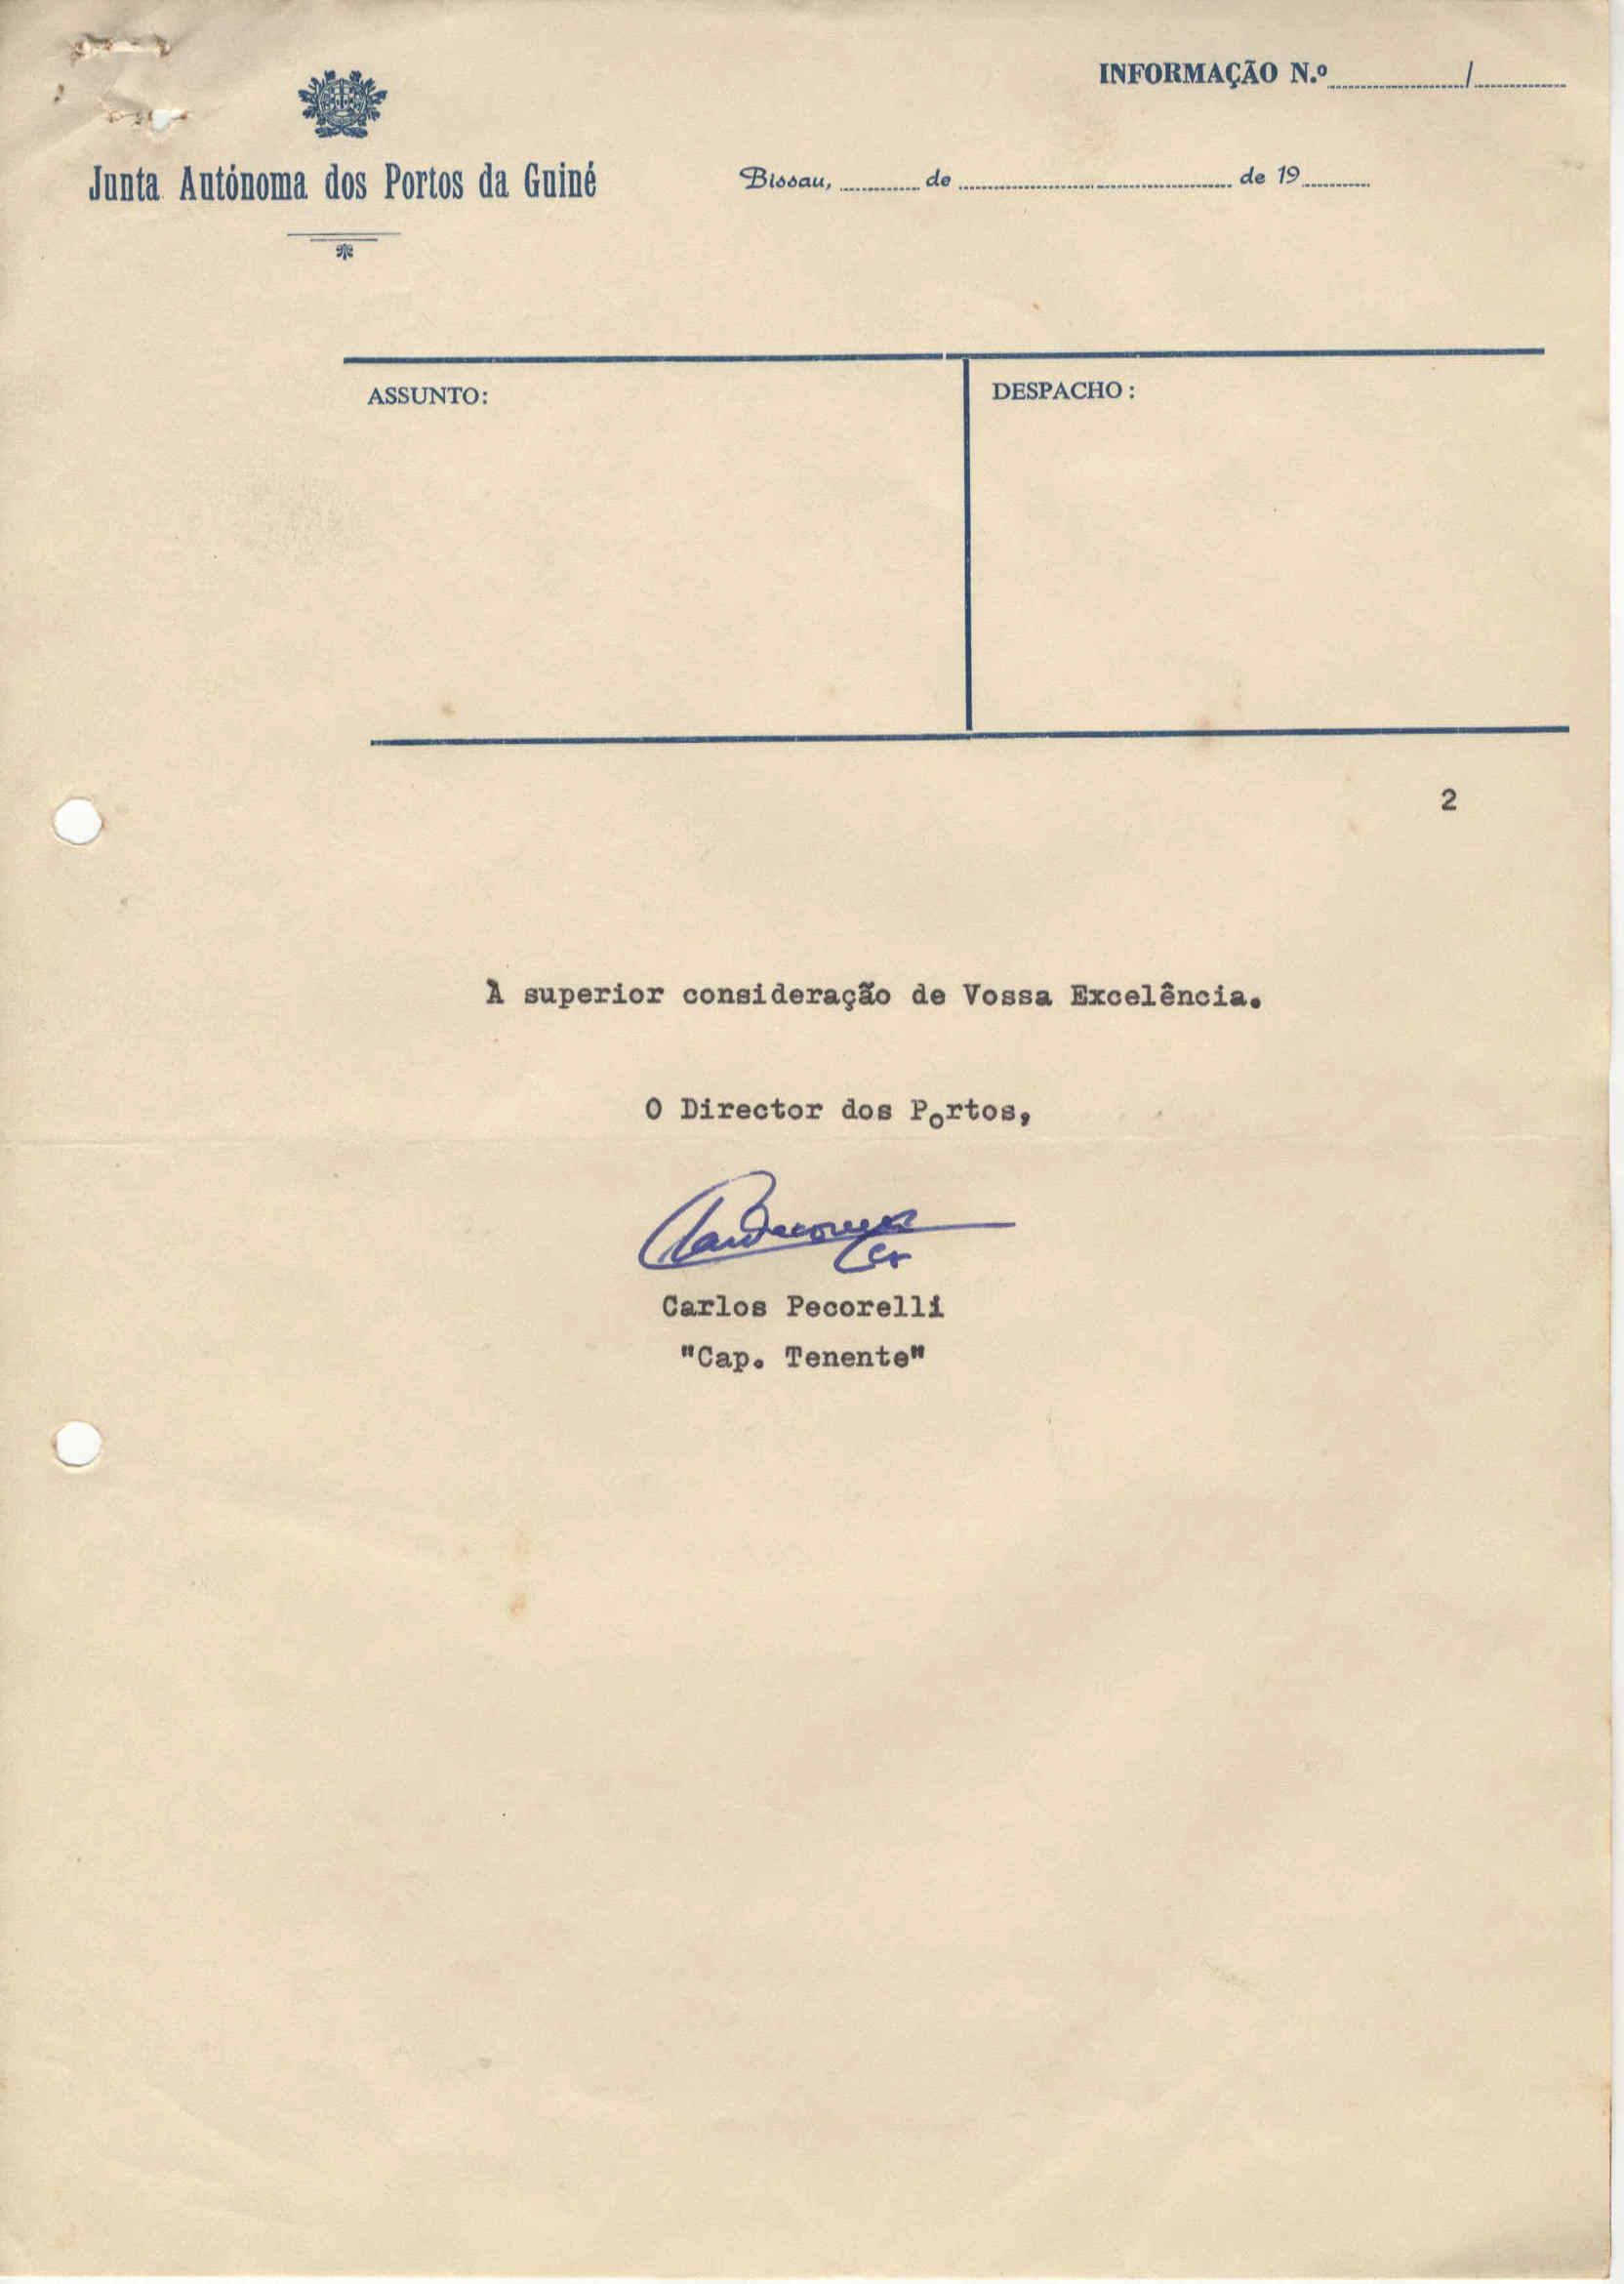 INFORMAÇÃO N.º ............/............
Junta Autónoma dos Portos da Guiné
Bissau, ............ de ............ de 19............
ASSUNTO:
DESPACHO:
2
À superior consideração de Vossa Excelência.
O Director dos Portos,
Carlos Pecorelli
"Cap. Tenente"